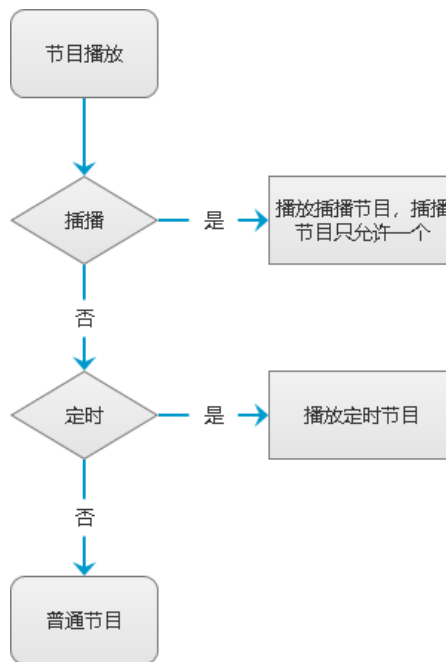 节目播放
插播
是
播放插播节目，插播
节目只允许一个
否
定时
是
播放定时节目
否
普通节目